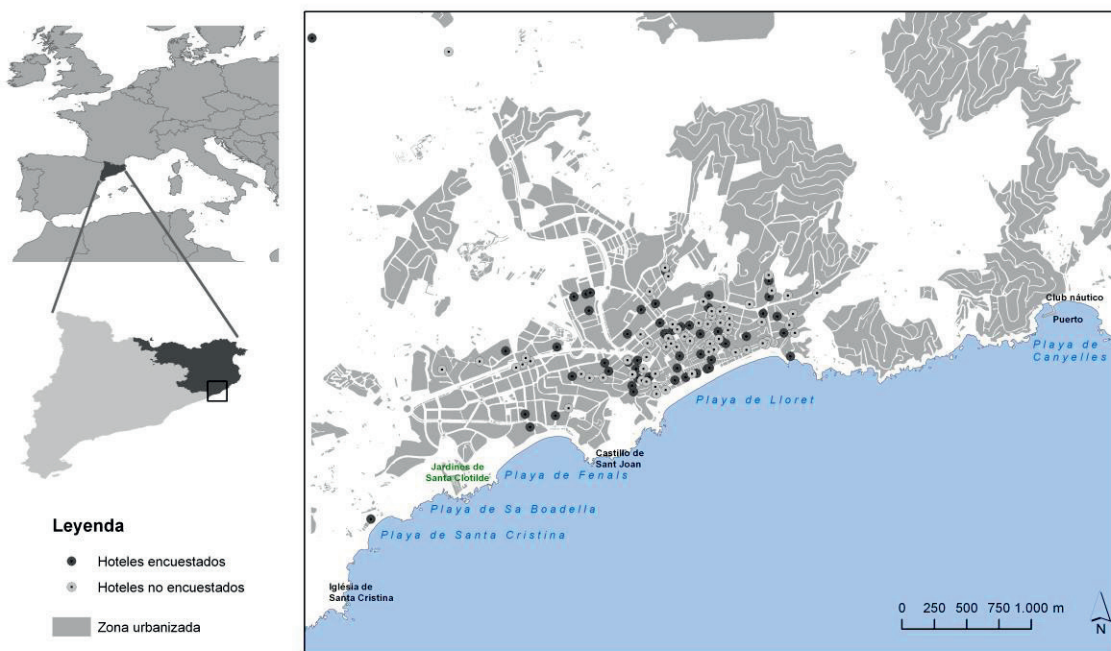 Club náutico
Puerto
Playa de
Canyelles
Playa de Lloret
Castillo de
Sant Joan
Jardines de
Santa Clotilde
Playa de Fenals
Playa de Sa Boadella
Playa de Santa Cristina
Iglésia de
Santa Cristina
Leyenda
Hoteles encuestados
Hoteles no encuestados
Zona urbanizada
0 250 500 750 1.000 m
N